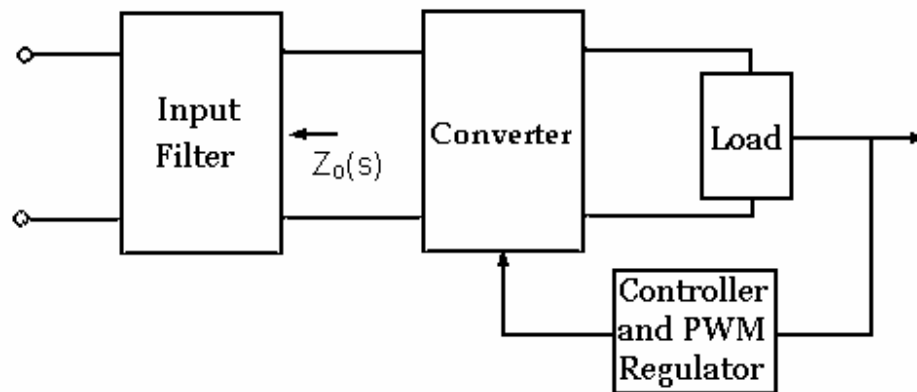 Input
Filter
Z₀(s)
Converter
Load
Controller
and PWM
Regulator